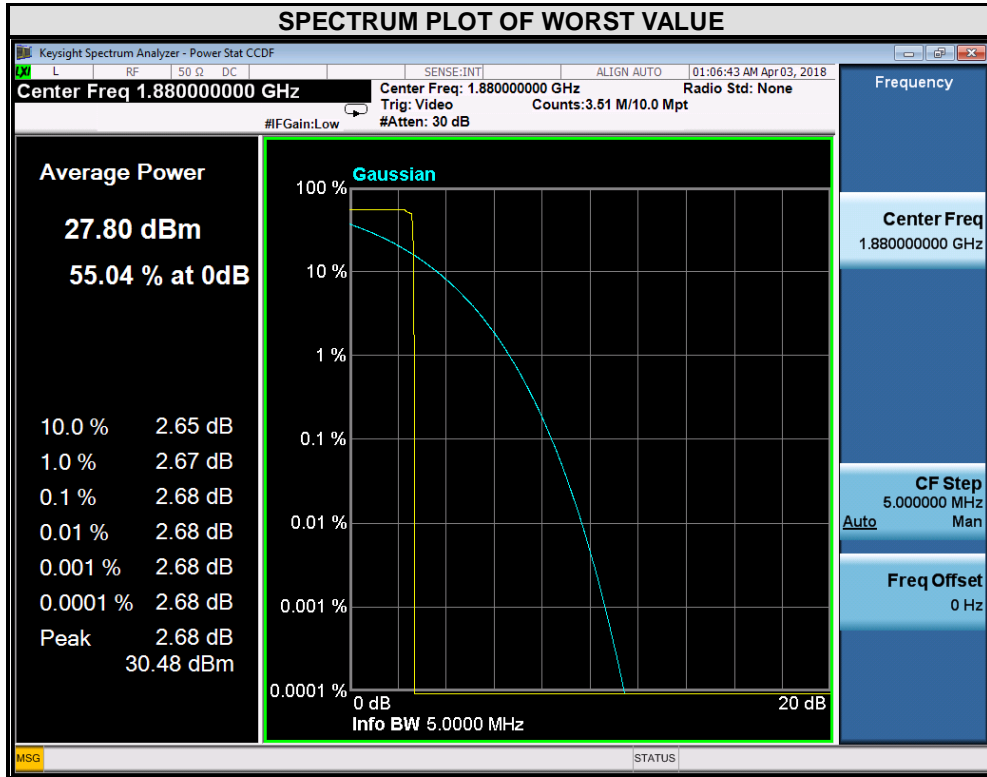 SPECTRUM PLOT OF WORST VALUE
Keysight Spectrum Analyzer - Power Stat CCDF
LXI L RF 50 Ω DC SENSE:INT ALIGN AUTO 01:06:43 AM Apr 03, 2018
Center Freq 1.880000000 GHz
Center Freq: 1.880000000 GHz Radio Std: None
Trig: Video Counts:3.51 M/10.0 Mpt
#IFGain:Low #Atten: 30 dB
Average Power
27.80 dBm
55.04 % at 0dB
10.0 % 2.65 dB
1.0 % 2.67 dB
0.1 % 2.68 dB
0.01 % 2.68 dB
0.001 % 2.68 dB
0.0001 % 2.68 dB
Peak 2.68 dB
30.48 dBm
Gaussian
100 %
10 %
1 %
0.1 %
0.01 %
0.001 %
0.0001 %
0 dB 20 dB
Info BW 5.0000 MHz
Frequency
Center Freq
1.880000000 GHz
CF Step
5.000000 MHz
Auto Man
Freq Offset
0 Hz
MSG STATUS